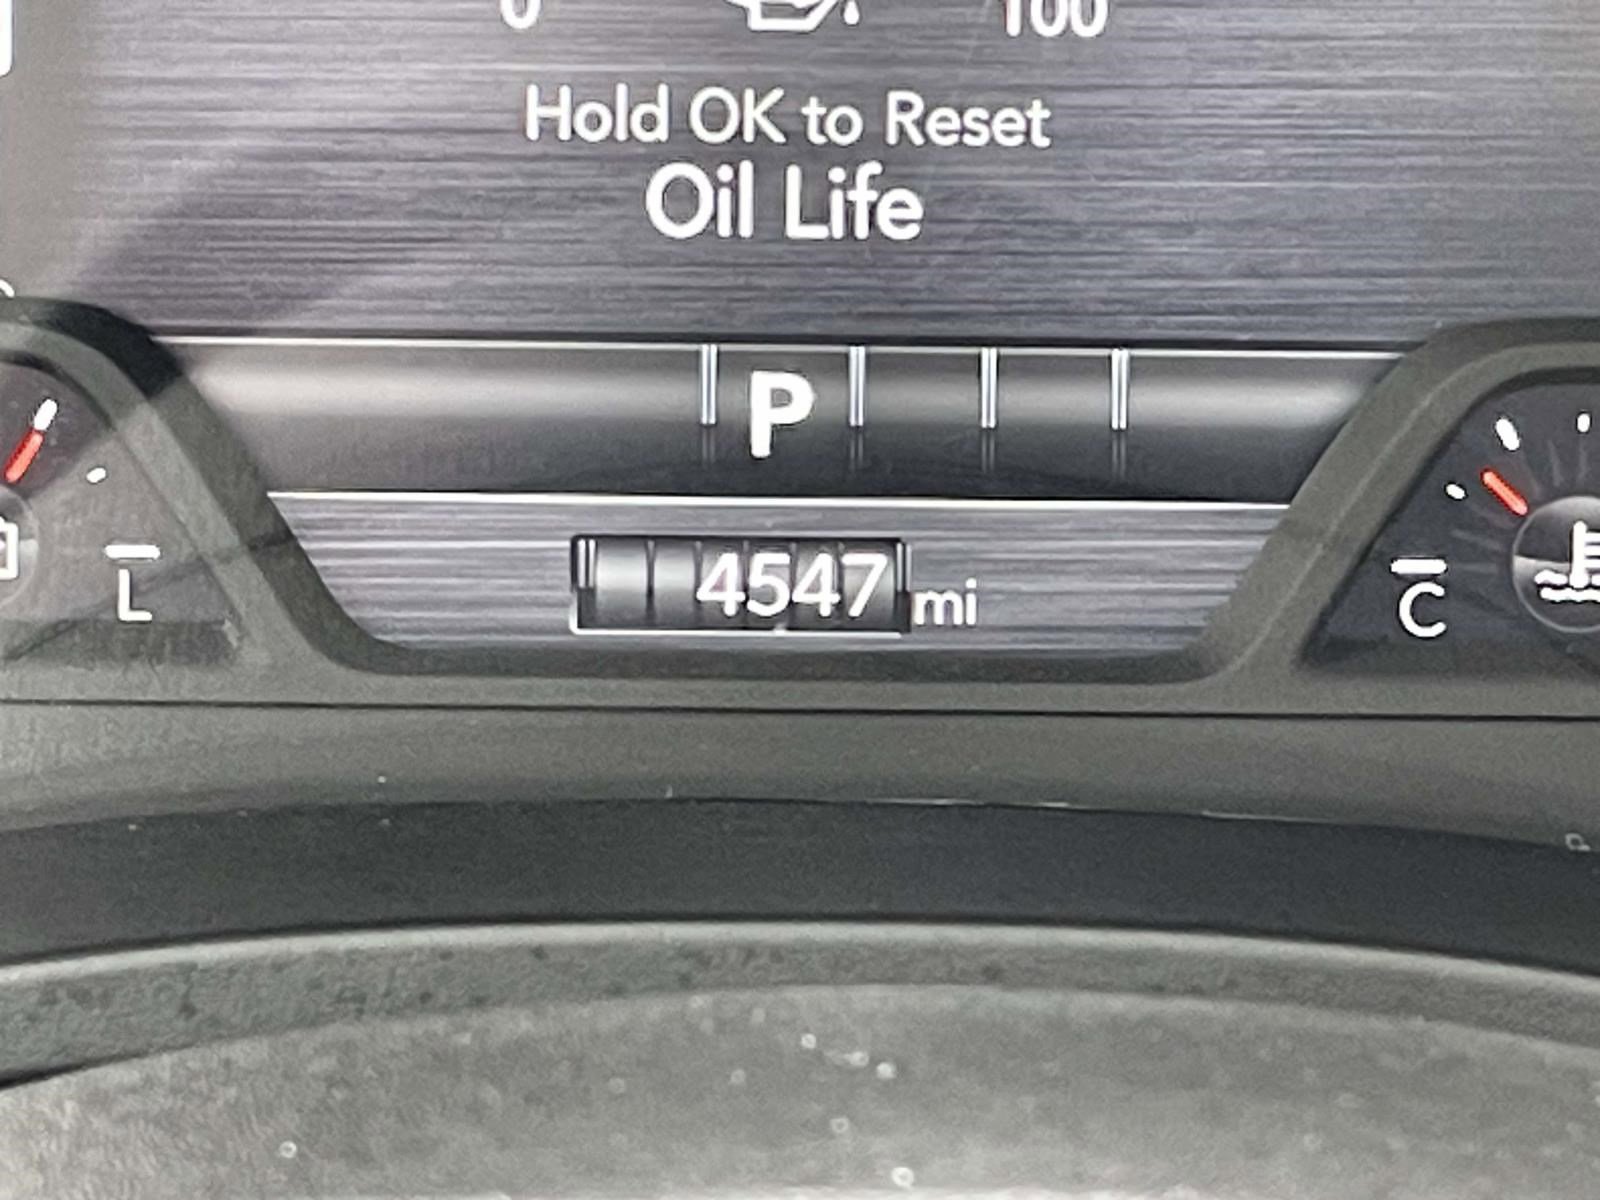 0 100
Hold OK to Reset
Oil Life
P
4547 mi
L
C